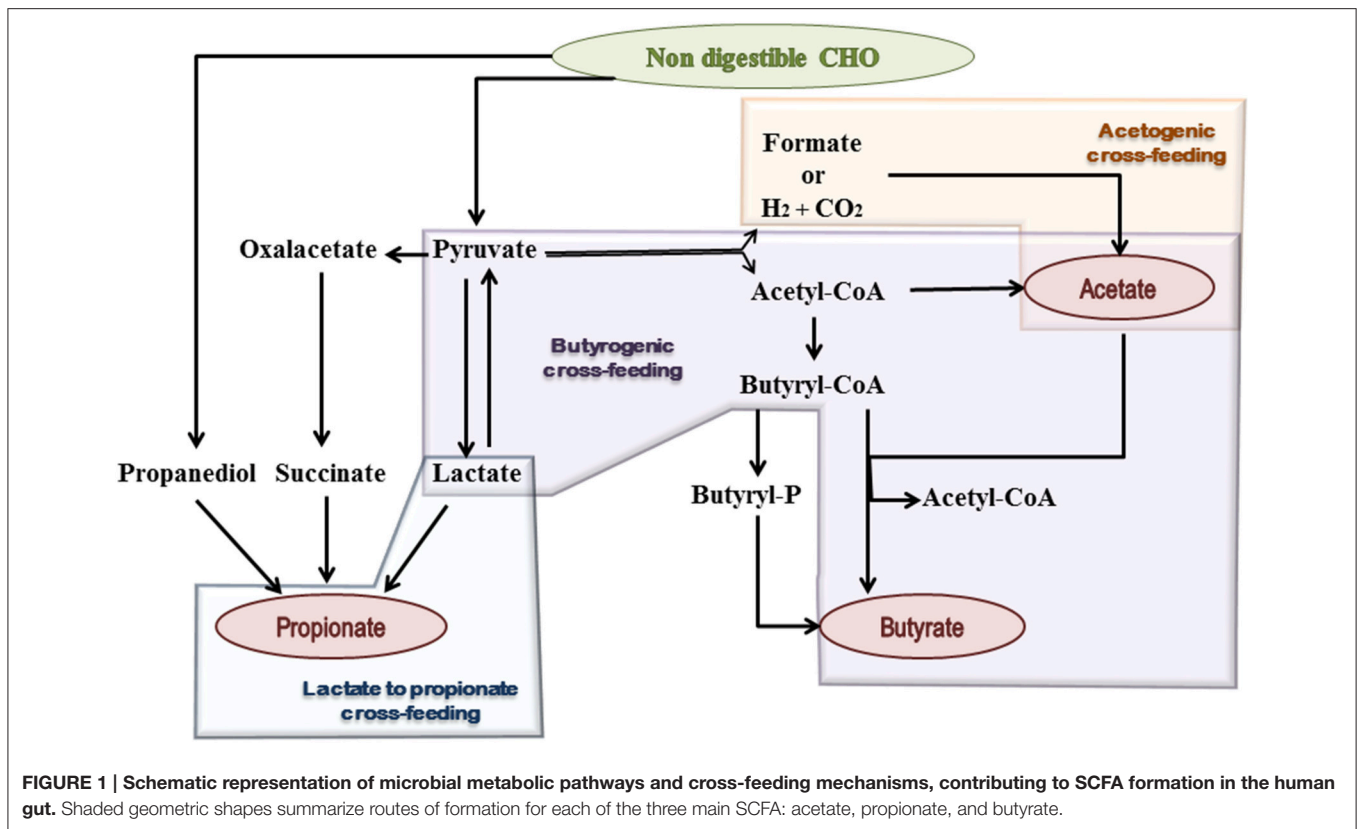 Non digestible CHO
Acetogenic
cross-feeding
Formate
or
H2 + CO2
Oxalacetate
Pyruvate
Acetyl-CoA
Acetate
Butyrogenic
cross-feeding
Butyryl-CoA
Propanediol
Succinate
Lactate
Butyryl-P
Acetyl-CoA
Propionate
Butyrate
Lactate to propionate
cross-feeding
FIGURE 1 | Schematic representation of microbial metabolic pathways and cross-feeding mechanisms, contributing to SCFA formation in the human
gut. Shaded geometric shapes summarize routes of formation for each of the three main SCFA: acetate, propionate, and butyrate.